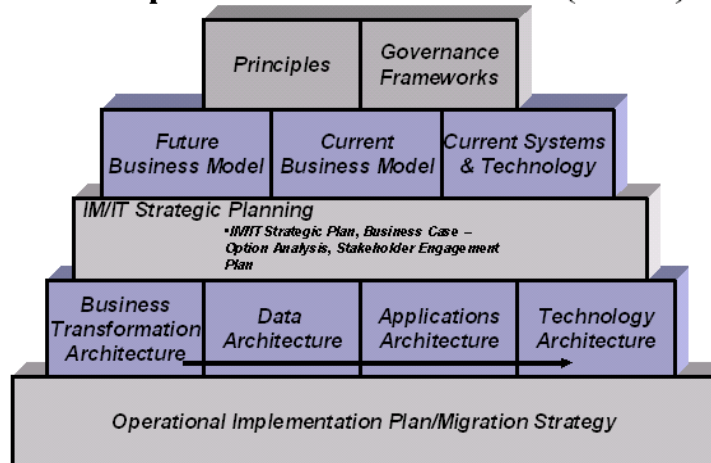 Principles
Governance
Frameworks
Future
Business Model
Current
Business Model
Current Systems
& Technology
IM/IT Strategic Planning
•IM/IT Strategic Plan, Business Case –
Option Analysis, Stakeholder Engagement
Plan
Business
Transformation
Architecture
Data
Architecture
Applications
Architecture
Technology
Architecture
Operational Implementation Plan/Migration Strategy